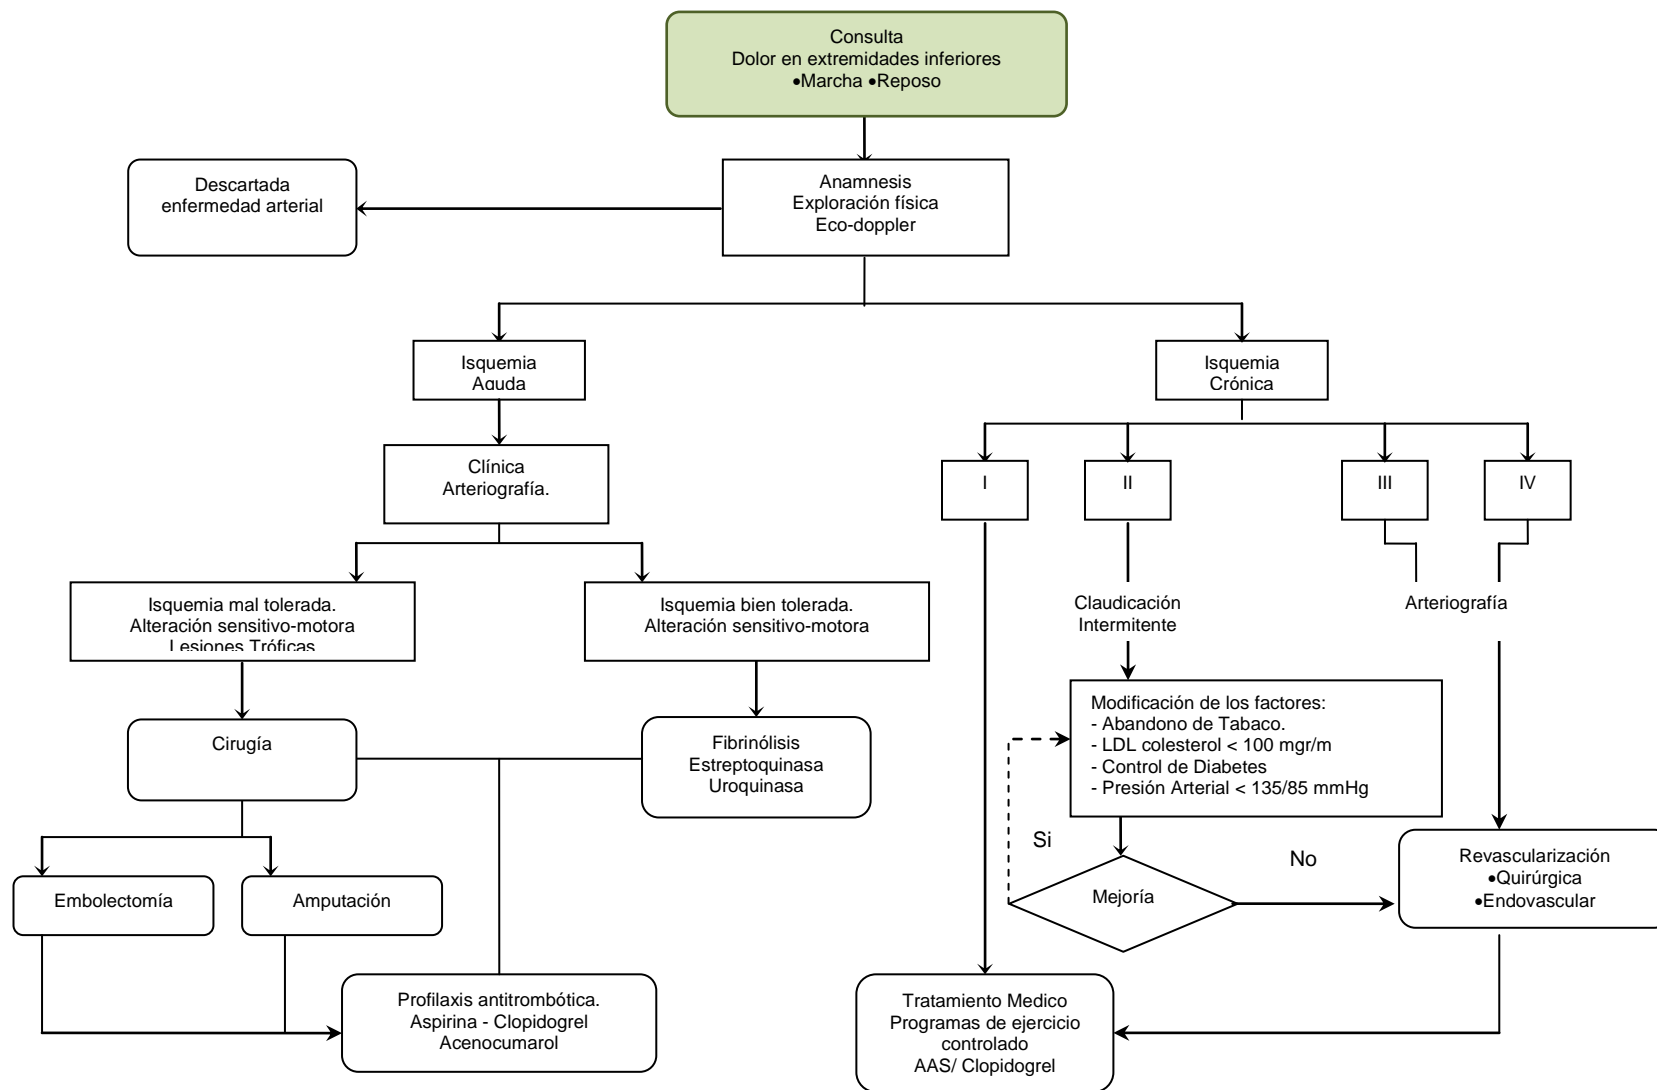 Consulta
Dolor en extremidades inferiores
•Marcha •Reposo
Descartada
enfermedad arterial
Anamnesis
Exploración física
Eco-doppler
Isquemia
Aguda
Isquemia
Crónica
Clínica
Arteriografía.
I
II
III
IV
Isquemia mal tolerada.
Alteración sensitivo-motora
Lesiones Tróficas
Isquemia bien tolerada.
Alteración sensitivo-motora
Claudicación
Intermitente
Arteriografía
Modificación de los factores:
- Abandono de Tabaco.
- LDL colesterol < 100 mgr/m
- Control de Diabetes
- Presión Arterial < 135/85 mmHg
Cirugía
Fibrinólisis
Estreptoquinasa
Uroquinasa
Si
No
Mejoría
Revascularización
•Quirúrgica
•Endovascular
Embolectomía
Amputación
Profilaxis antitrombótica.
Aspirina - Clopidogrel
Acenocumarol
Tratamiento Medico
Programas de ejercicio
controlado
AAS/ Clopidogrel